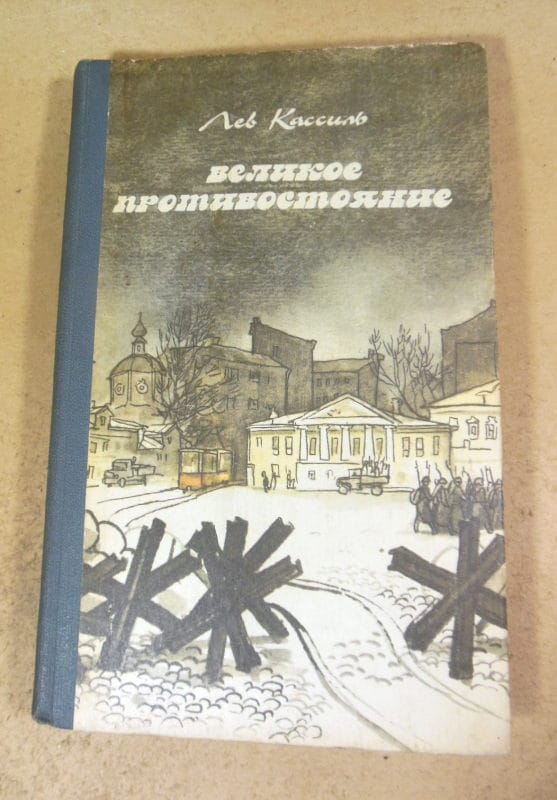 Лев Кассиль
великое
противостояние